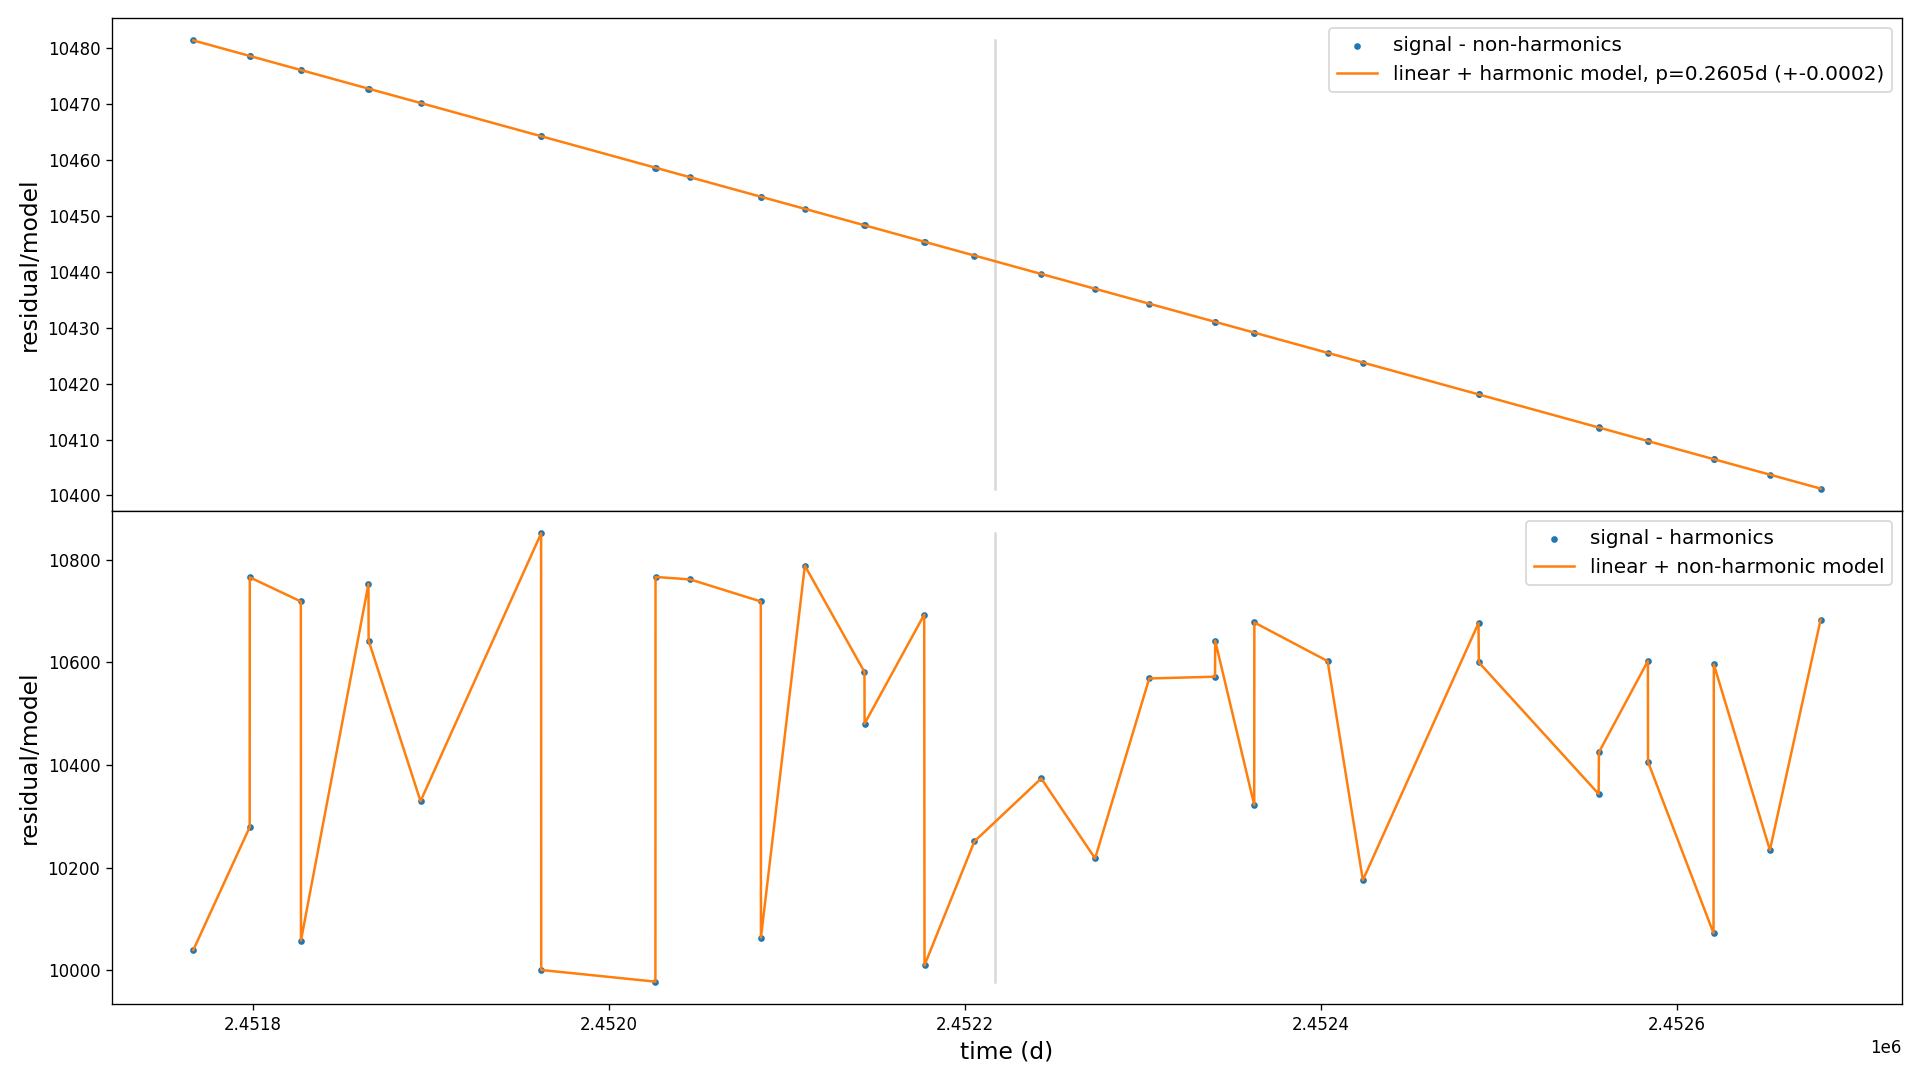 10480
10470
10460
10450
10440
10430
10420
10410
10400
residual/model
signal - non-harmonics
linear + harmonic model, p=0.2605d (+-0.0002)
10800
10600
10400
10200
10000
residual/model
signal - harmonics
linear + non-harmonic model
2.4518 2.4520 2.4522 2.4524 2.4526
1e6
time (d)